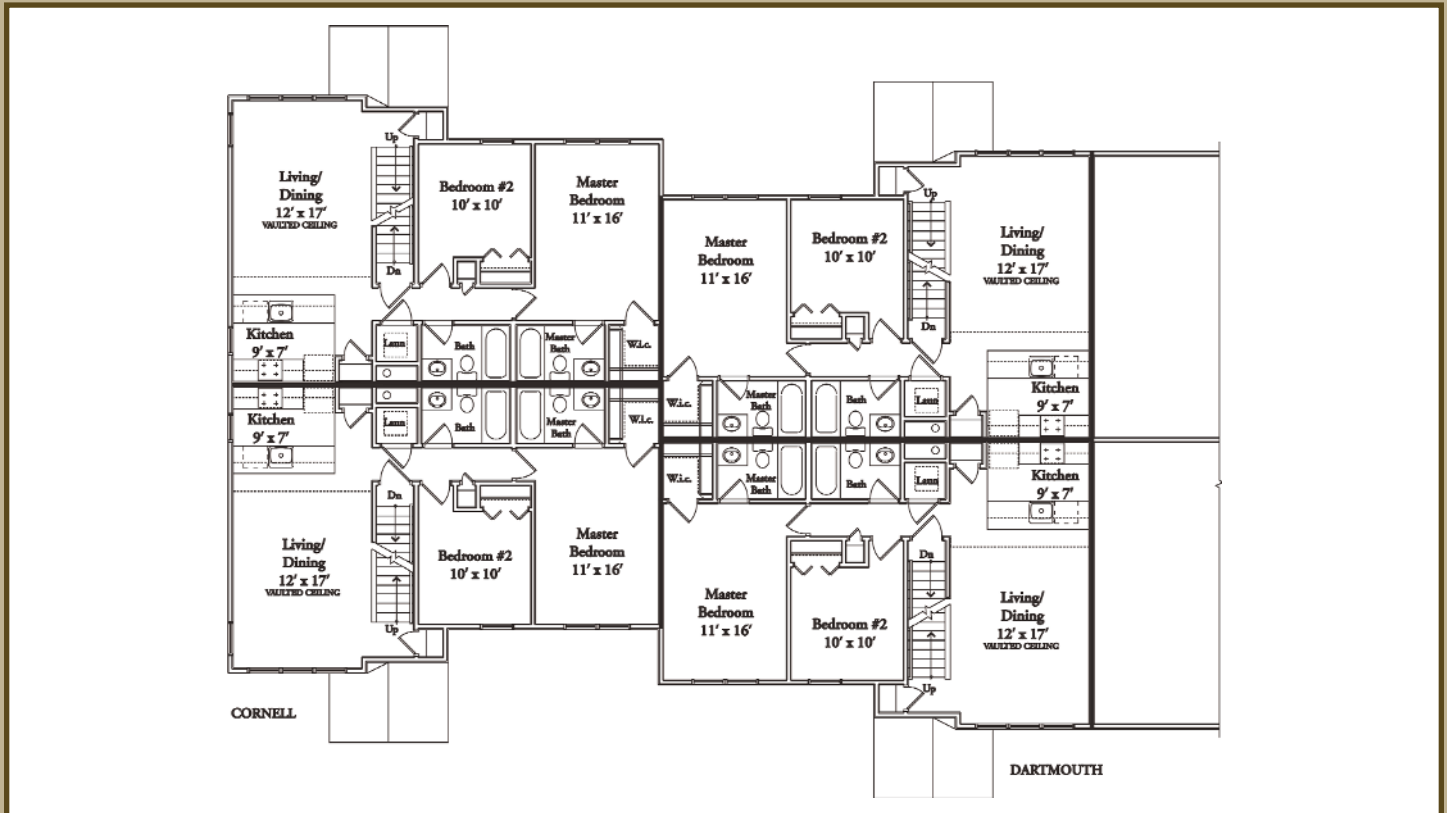 Up
Living/
Dining
12' x 17'
VAULTED CEILING
Dn
Bedroom #2
10' x 10'
Master
Bedroom
11' x 16'
Kitchen
9' x 7'
Laun
Bath
Master
Bath
W.i.c.
Kitchen
9' x 7'
Laun
Bath
Master
Bath
W.i.c.
Dn
Living/
Dining
12' x 17'
VAULTED CEILING
Up
Bedroom #2
10' x 10'
Master
Bedroom
11' x 16'
CORNELL
Master
Bedroom
11' x 16'
Bedroom #2
10' x 10'
Up
Living/
Dining
12' x 17'
VAULTED CEILING
Dn
W.i.c.
Master
Bath
Bath
Laun
Kitchen
9' x 7'
W.i.c.
Master
Bath
Bath
Laun
Kitchen
9' x 7'
Master
Bedroom
11' x 16'
Bedroom #2
10' x 10'
Dn
Living/
Dining
12' x 17'
VAULTED CEILING
Up
DARTMOUTH